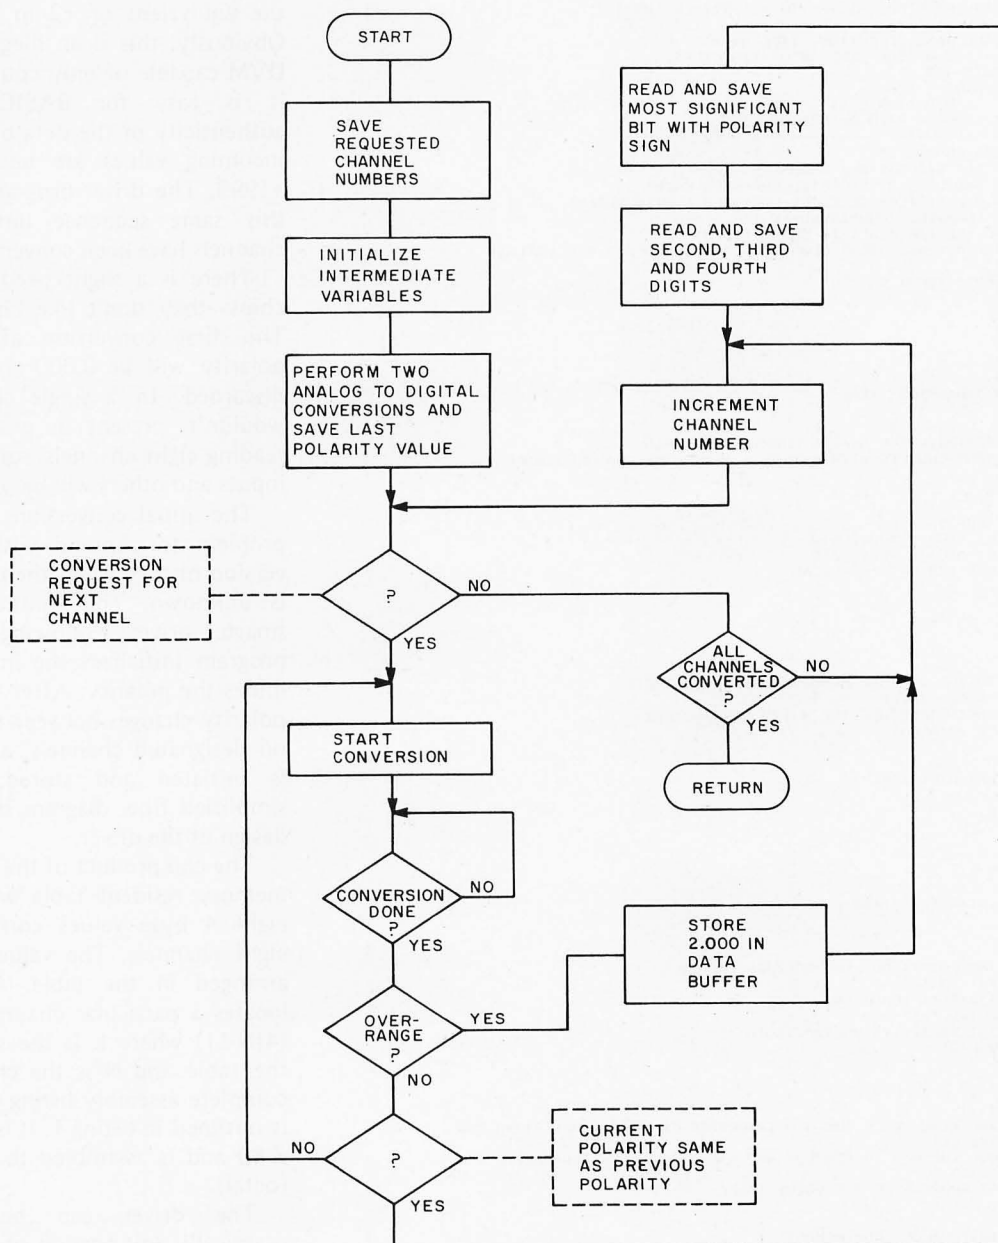 START
SAVE
REQUESTED
CHANNEL
NUMBERS
INITIALIZE
INTERMEDIATE
VARIABLES
PERFORM TWO
ANALOG TO DIGITAL
CONVERSIONS AND
SAVE LAST
POLARITY VALUE
READ AND SAVE
MOST SIGNIFICANT
BIT WITH POLARITY
SIGN
READ AND SAVE
SECOND, THIRD
AND FOURTH
DIGITS
INCREMENT
CHANNEL
NUMBER
CONVERSION
REQUEST FOR
NEXT
CHANNEL
?
NO
YES
ALL
CHANNELS
CONVERTED
?
NO
YES
RETURN
START
CONVERSION
CONVERSION
DONE
?
NO
YES
OVER-
RANGE
?
YES
NO
STORE
2.000 IN
DATA
BUFFER
?
NO
YES
CURRENT
POLARITY SAME
AS PREVIOUS
POLARITY